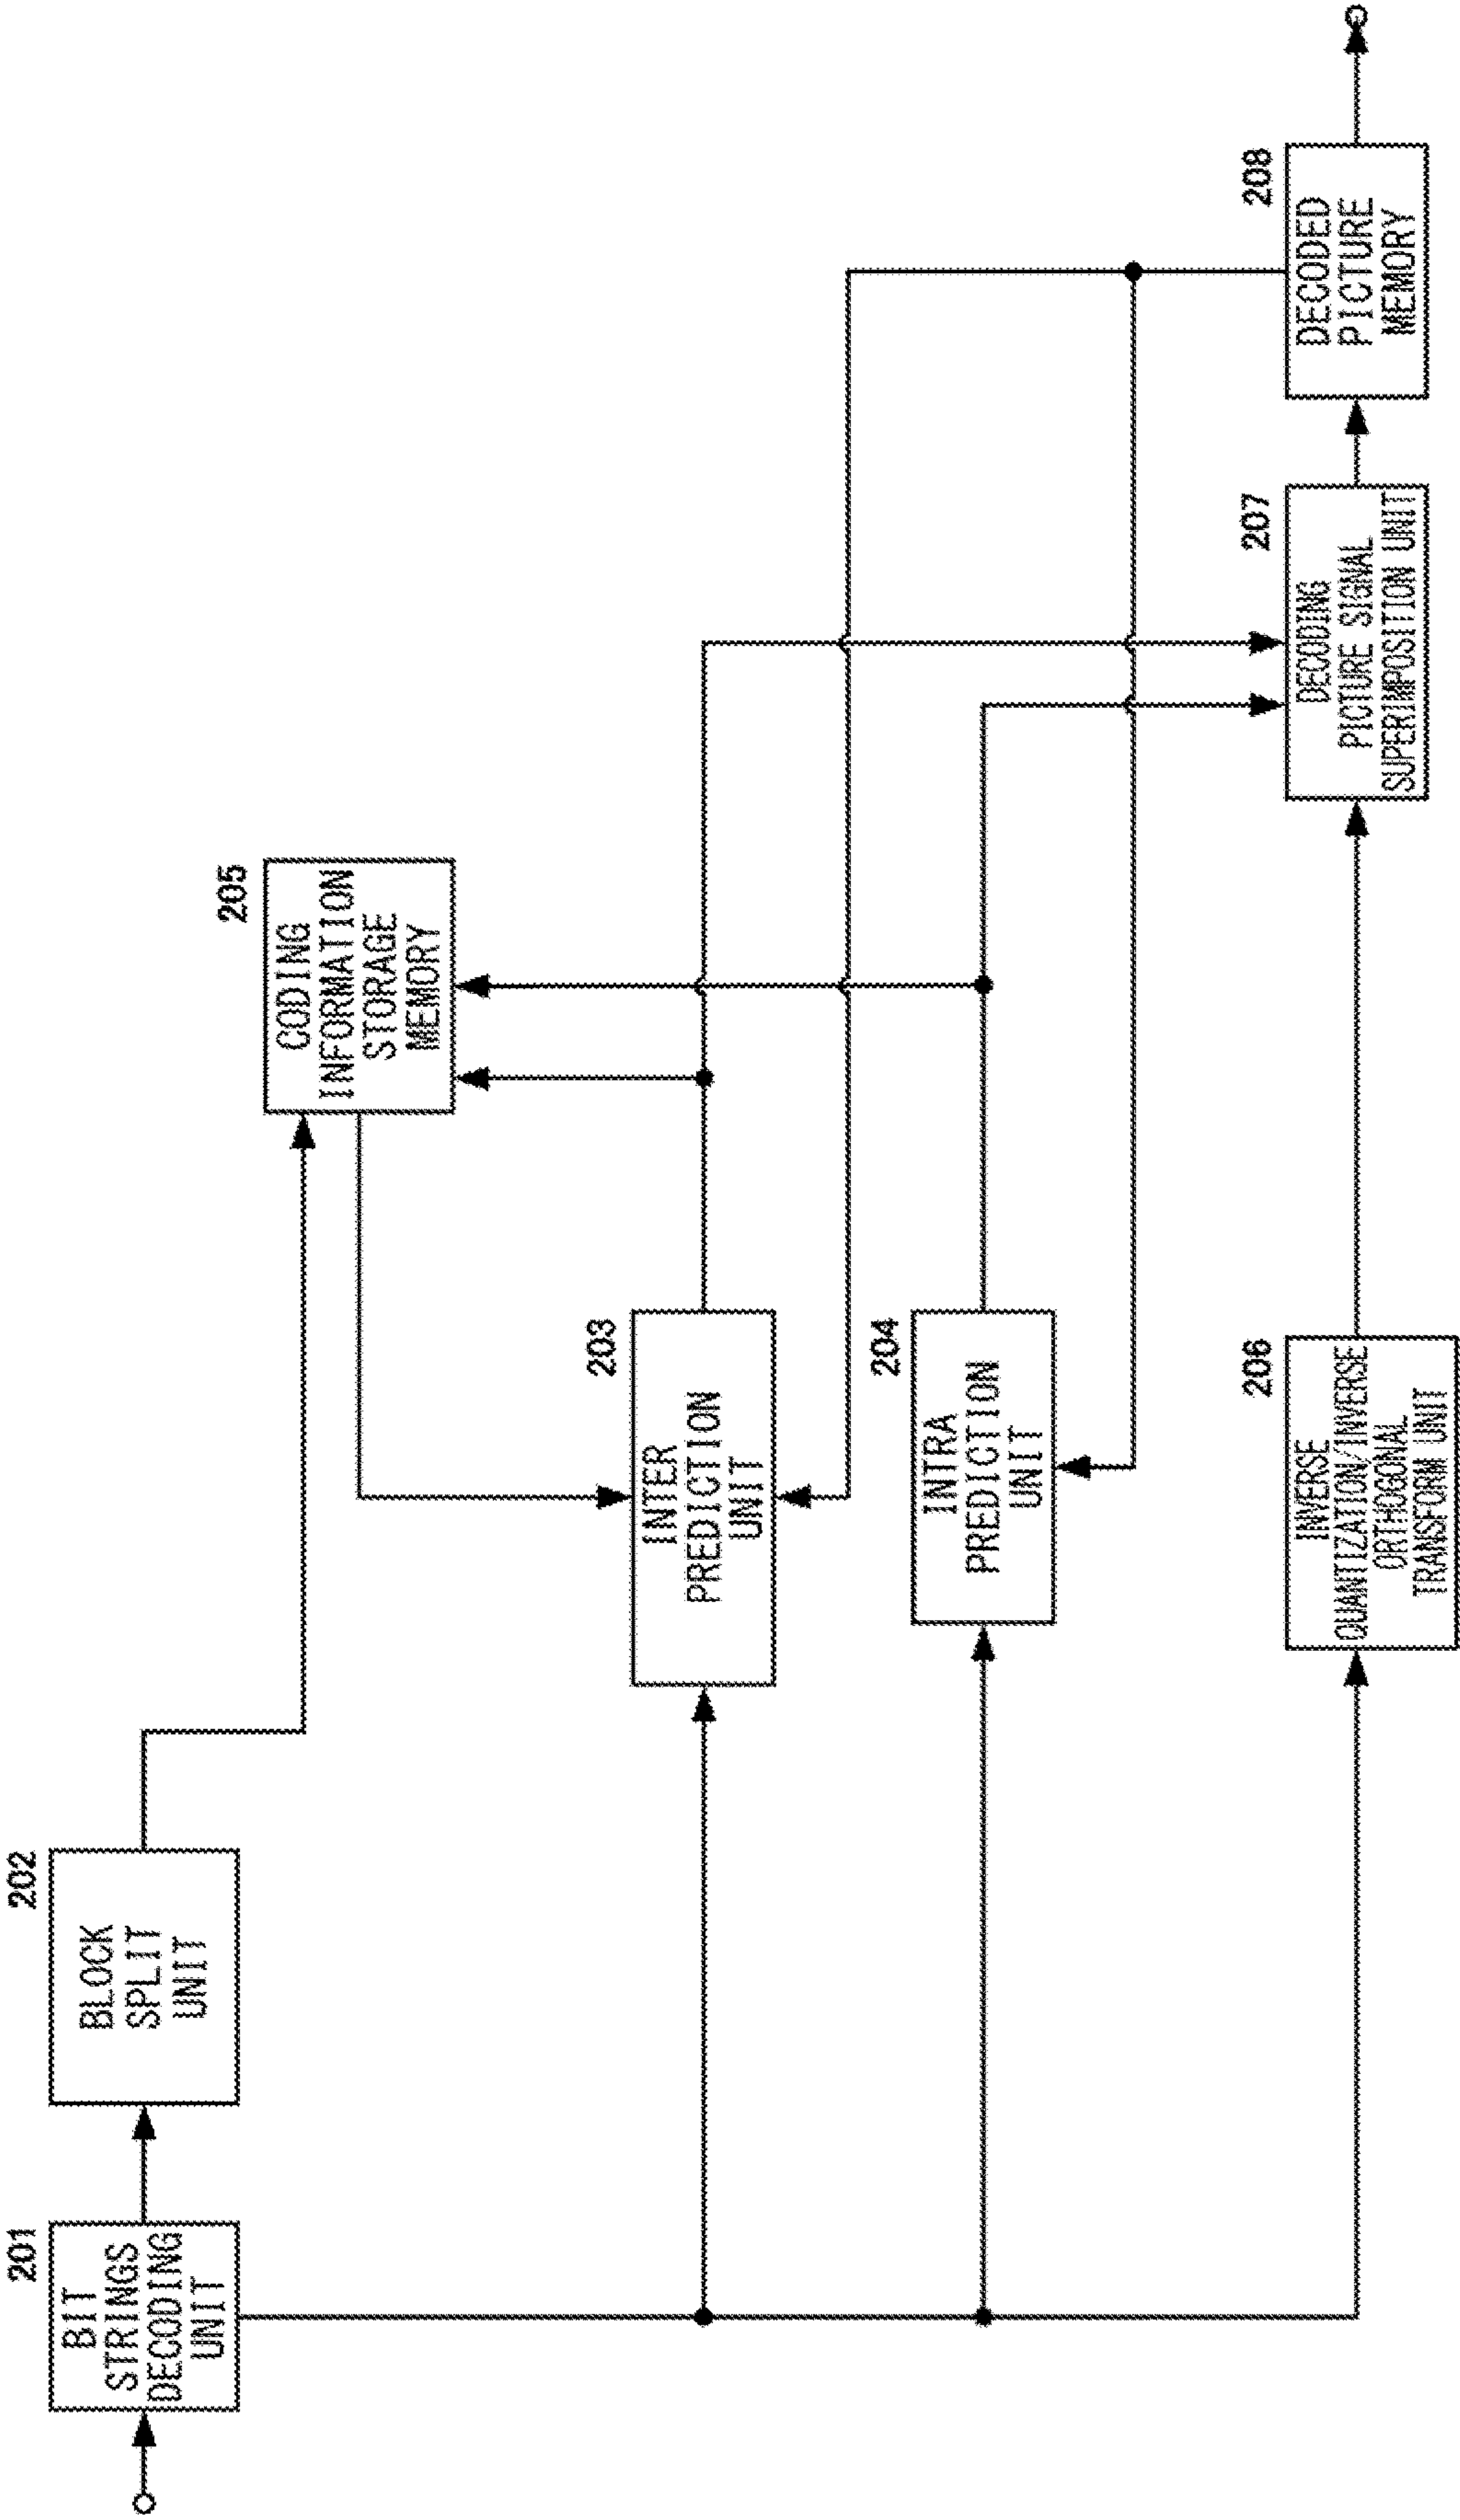 201
BIT
STRINGS
DECODING
UNIT
202
BLOCK
SPLIT
UNIT
205
CODING
INFORMATION
STORAGE
MEMORY
203
INTER
PREDICTION
UNIT
204
INTRA
PREDICTION
UNIT
206
INVERSE
QUANTIZATION/INVERSE
ORTHOGONAL
TRANSFORM UNIT
207
DECODING
PICTURE SIGNAL
SUPERIMPOSITION UNIT
208
DECODED
PICTURE
MEMORY